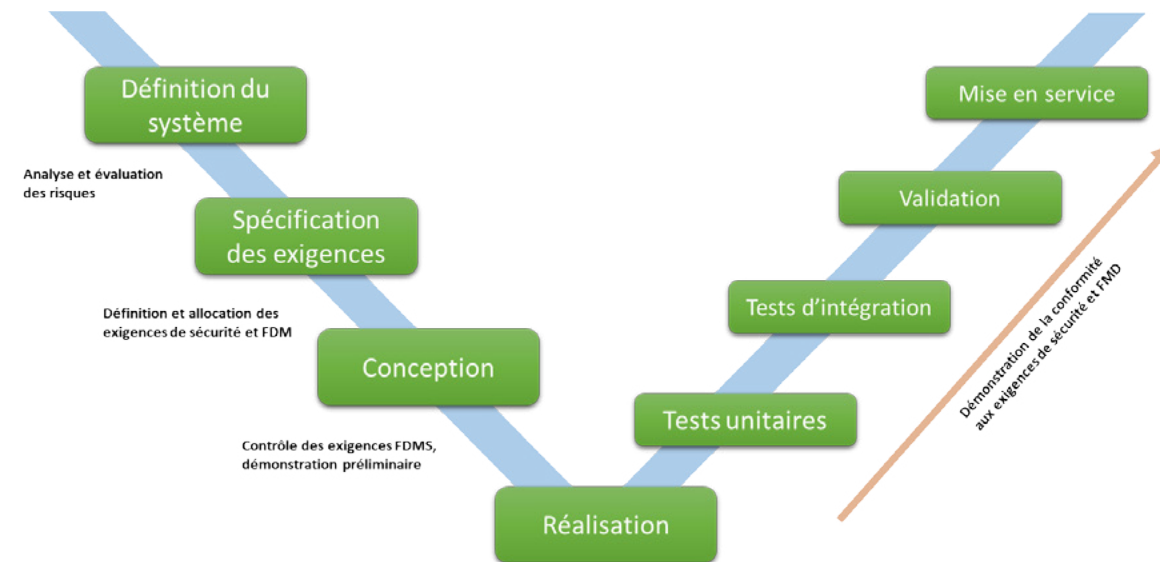 Définition du
système
Analyse et évaluation
des risques
Spécification
des exigences
Définition et allocation des
exigences de sécurité et FDM
Conception
Contrôle des exigences FDMS,
démonstration préliminaire
Réalisation
Tests unitaires
Tests d'intégration
Validation
Mise en service
Démonstration de la conformité
aux exigences de sécurité et FMD